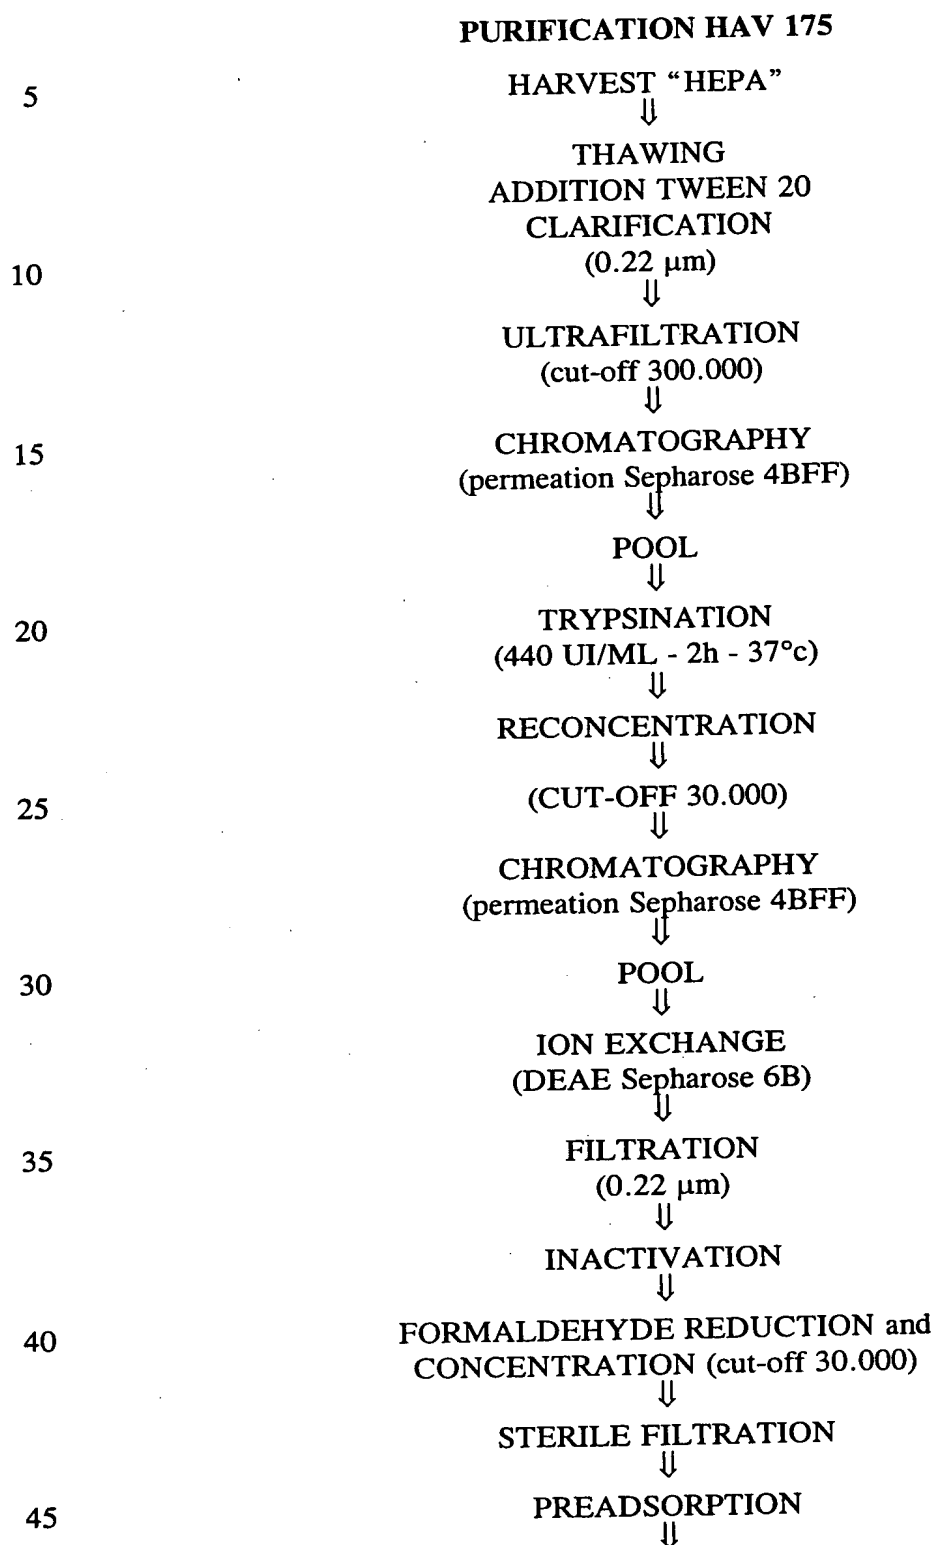 PURIFICATION HAV 175
5 HARVEST “HEPA”
⇓
THAWING
ADDITION TWEEN 20
CLARIFICATION
10 (0.22 µm)
⇓
ULTRAFILTRATION
(cut-off 300.000)
⇓
15 CHROMATOGRAPHY
(permeation Sepharose 4BFF)
⇓
POOL
⇓
20 TRYPSINATION
(440 UI/ML - 2h - 37°c)
⇓
RECONCENTRATION
⇓
25 (CUT-OFF 30.000)
⇓
CHROMATOGRAPHY
(permeation Sepharose 4BFF)
⇓
30 POOL
⇓
ION EXCHANGE
(DEAE Sepharose 6B)
⇓
35 FILTRATION
(0.22 µm)
⇓
INACTIVATION
⇓
40 FORMALDEHYDE REDUCTION and
CONCENTRATION (cut-off 30.000)
⇓
STERILE FILTRATION
⇓
45 PREADSORPTION
⇓